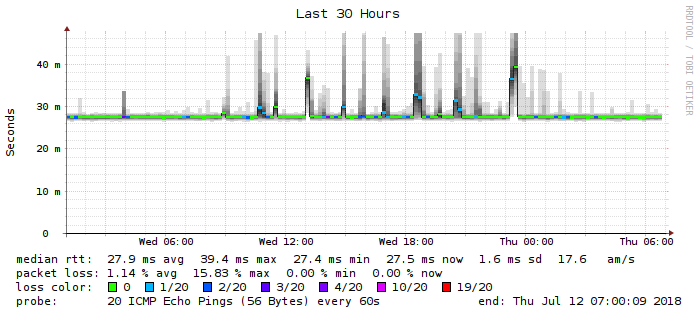 Last 30 Hours
RRDTOOL / TOBI OETIKER
Seconds
40 m
30 m
20 m
10 m
0
Wed 06:00 Wed 12:00 Wed 18:00 Thu 00:00 Thu 06:00
median rtt: 27.9 ms avg 39.4 ms max 27.4 ms min 27.5 ms now 1.6 ms sd 17.6 am/s
packet loss: 1.14 % avg 15.83 % max 0.00 % min 0.00 % now
loss color: 0 1/20 2/20 3/20 4/20 10/20 19/20
probe: 20 ICMP Echo Pings (56 Bytes) every 60s end: Thu Jul 12 07:00:09 2018